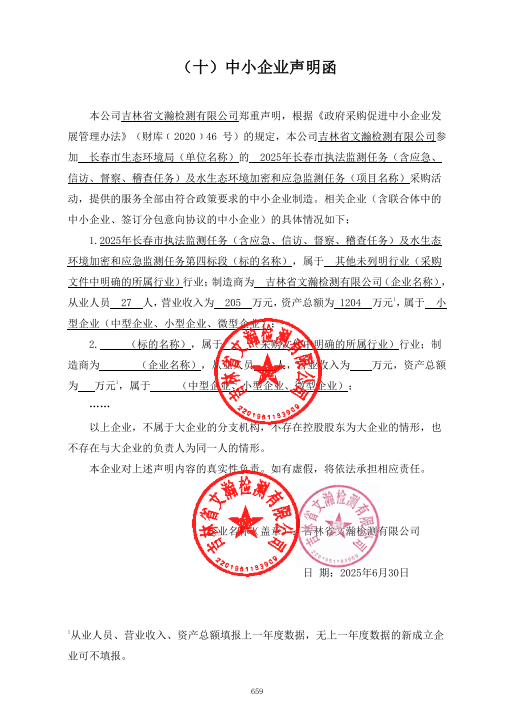 （十）中小企业声明函
本公司吉林省文瀚检测有限公司郑重声明，根据《政府采购促进中小企业发
展管理办法》（财库﹝2020﹞46 号）的规定，本公司吉林省文瀚检测有限公司参
加 长春市生态环境局（单位名称）的 2025年长春市执法监测任务（含应急、
信访、督察、稽查任务）及水生态环境加密和应急监测任务（项目名称）采购活
动，提供的服务全部由符合政策要求的中小企业制造。相关企业（含联合体中的
中小企业、签订分包意向协议的中小企业）的具体情况如下：
1.2025年长春市执法监测任务（含应急、信访、督察、稽查任务）及水生态
环境加密和应急监测任务第四标段（标的名称），属于 其他未列明行业（采购
文件中明确的所属行业）行业；制造商为 吉林省文瀚检测有限公司（企业名称），
从业人员 27 人，营业收入为 205 万元，资产总额为 1204 万元¹，属于 小
型企业（中型企业、小型企业、微型企业）；
2. （标的名称），属于 （采购文件中明确的所属行业）行业；制
造商为 （企业名称），从业人员 人，营业收入为 万元，资产总额
为 万元¹，属于 （中型企业、小型企业、微型企业）；
……
以上企业，不属于大企业的分支机构，不存在控股股东为大企业的情形，也
不存在与大企业的负责人为同一人的情形。
本企业对上述声明内容的真实性负责。如有虚假，将依法承担相应责任。
企业名称（盖章）：吉林省文瀚检测有限公司
日 期：2025年6月30日
吉林省文瀚检测有限公司
2201961193909
吉林省文瀚检测有限公司
2201961193909
吉林省文瀚检测有限公司
¹从业人员、营业收入、资产总额填报上一年度数据，无上一年度数据的新成立企
业可不填报。
659